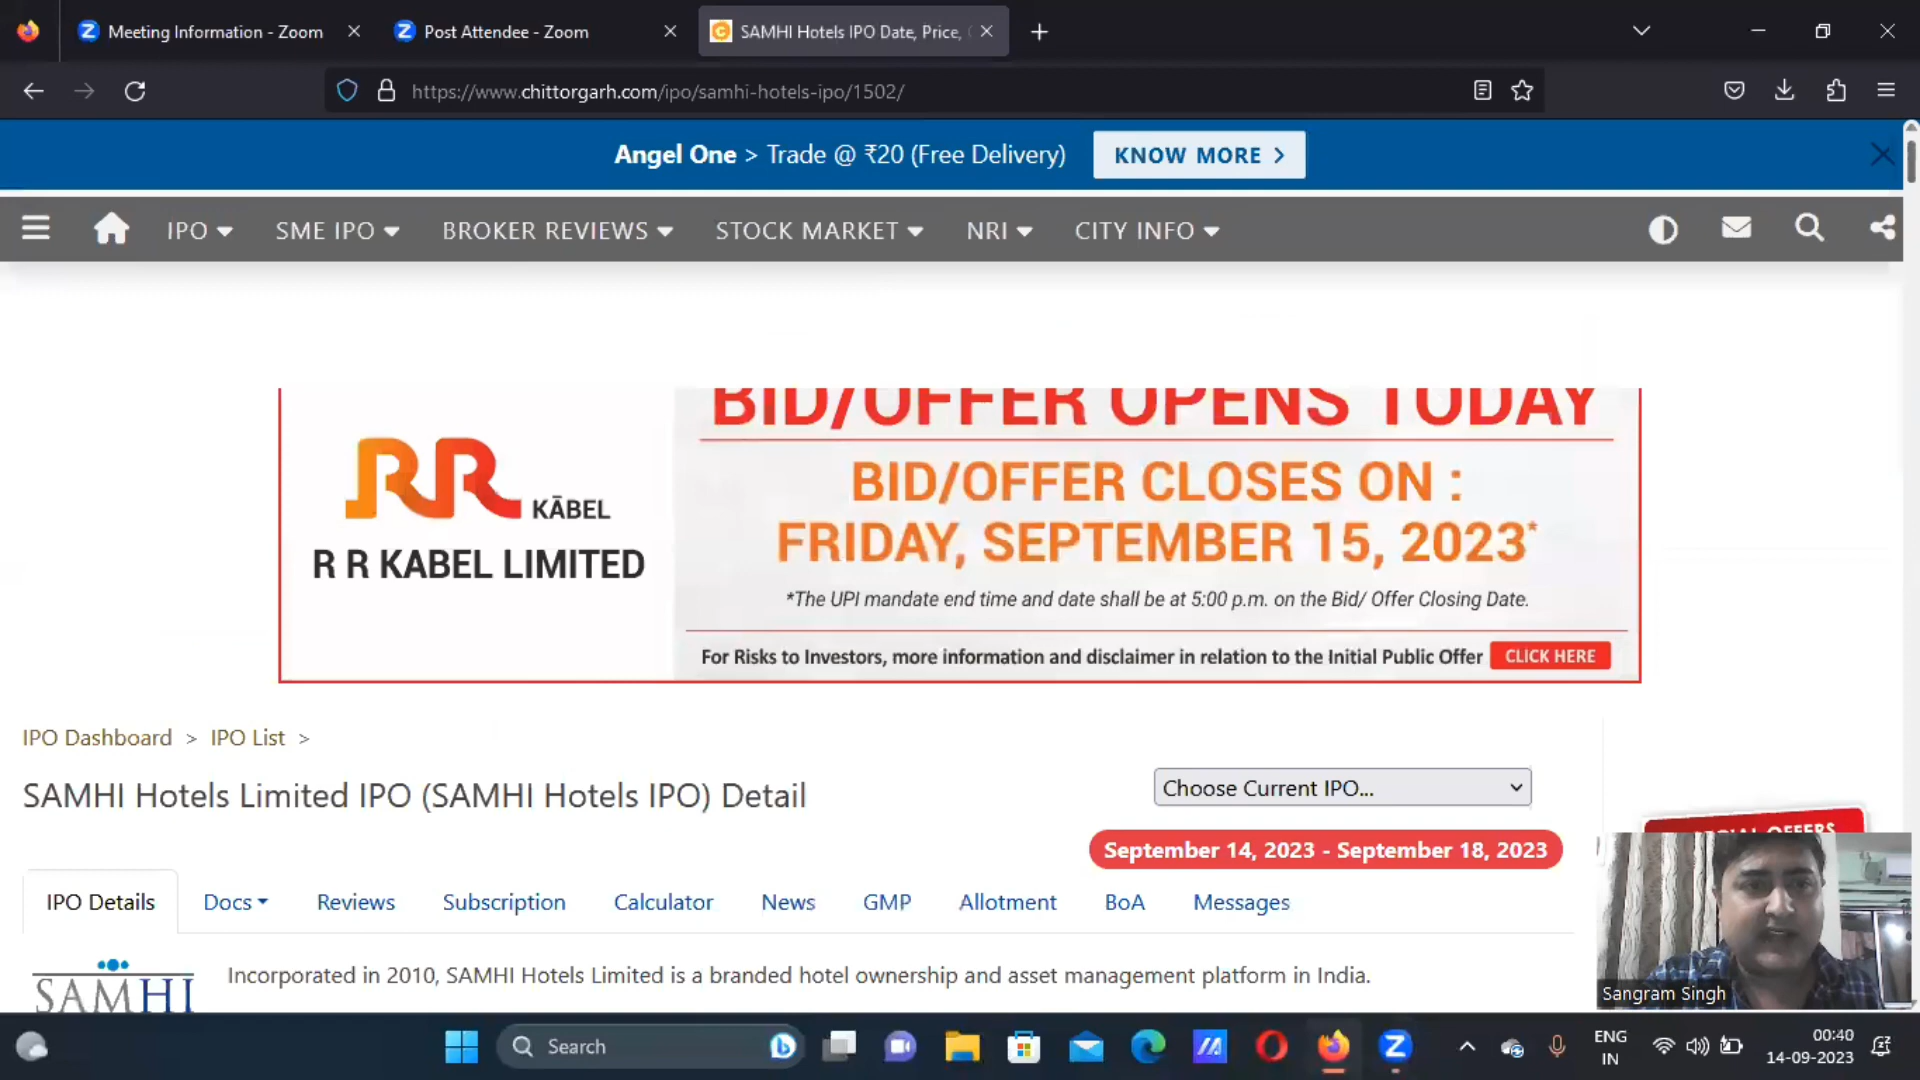 Meeting Information - Zoom
Post Attendee - Zoom
SAMHI Hotels IPO Date, Price,
https://www.chittorgarh.com/ipo/samhi-hotels-ipo/1502/
Angel One > Trade @ ₹20 (Free Delivery)
KNOW MORE >
IPO
SME IPO
BROKER REVIEWS
STOCK MARKET
NRI
CITY INFO
BID/OFFER OPENS TODAY
RR KĀBEL
R R KABEL LIMITED
BID/OFFER CLOSES ON :
FRIDAY, SEPTEMBER 15, 2023*
*The UPI mandate end time and date shall be at 5:00 p.m. on the Bid/ Offer Closing Date.
For Risks to Investors, more information and disclaimer in relation to the Initial Public Offer
CLICK HERE
IPO Dashboard > IPO List >
SAMHI Hotels Limited IPO (SAMHI Hotels IPO) Detail
Choose Current IPO...
September 14, 2023 - September 18, 2023
IPO Details
Docs
Reviews
Subscription
Calculator
News
GMP
Allotment
BoA
Messages
SAMHI
Incorporated in 2010, SAMHI Hotels Limited is a branded hotel ownership and asset management platform in India.
Sangram Singh
Search
ENG
IN
00:40
14-09-2023